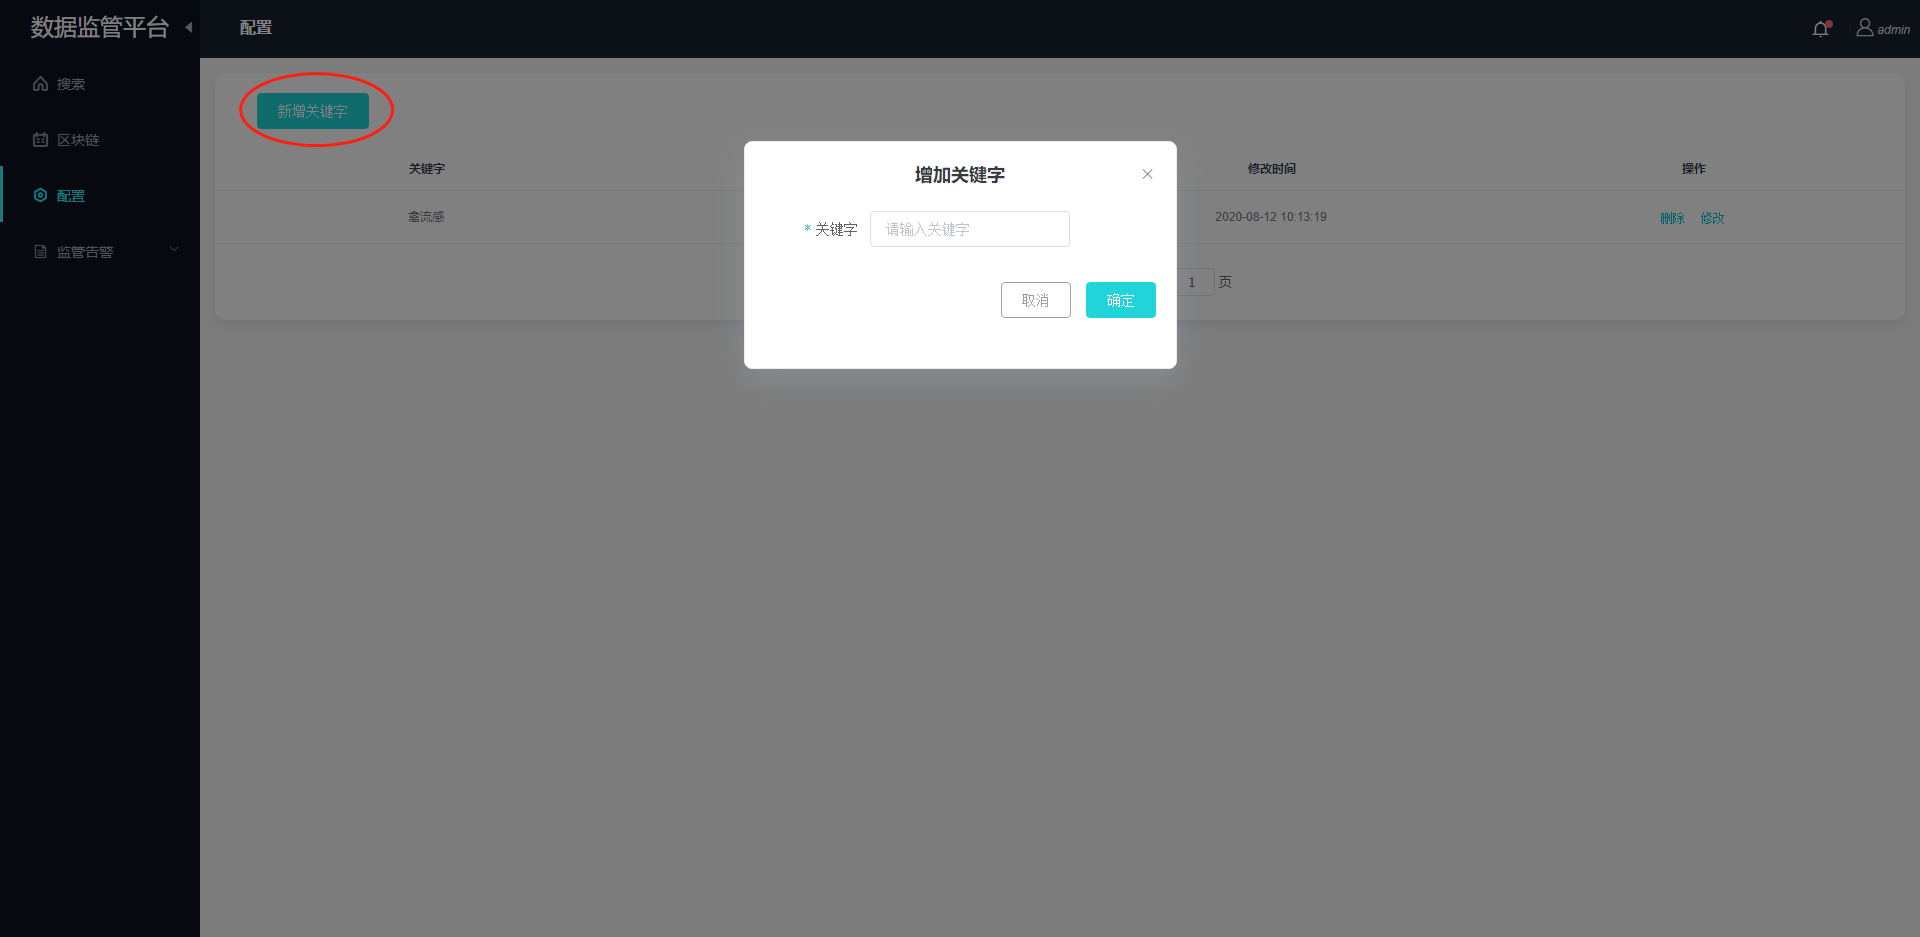 数据监管平台
配置
admin
搜索
区块链
配置
监管告警
新增关键字
关键字 修改时间 操作
禽流感 2020-08-12 10:13:19 删除 修改
1 页
增加关键字
* 关键字 请输入关键字
取消 确定